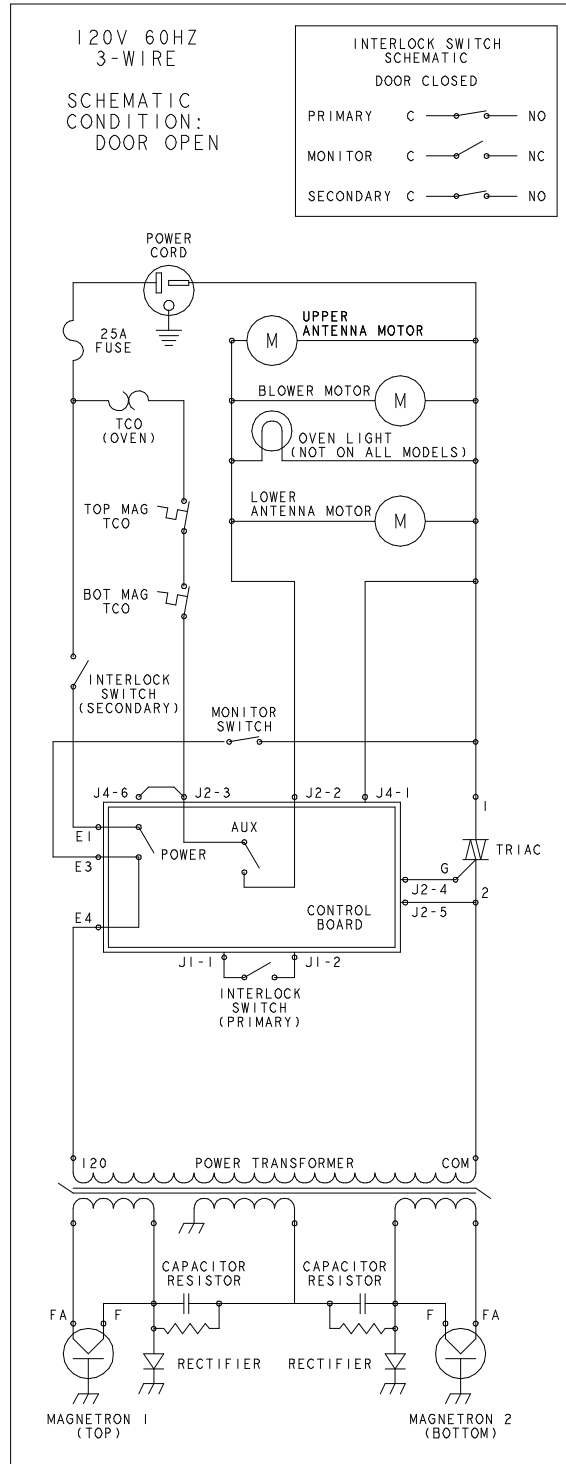 120V 60HZ
3-WIRE
SCHEMATIC
CONDITION:
DOOR OPEN
INTERLOCK SWITCH
SCHEMATIC
DOOR CLOSED
PRIMARY C NO
MONITOR C NC
SECONDARY C NO
POWER
CORD
25A
FUSE
UPPER
ANTENNA MOTOR
M
BLOWER MOTOR
M
TCO
(OVEN)
OVEN LIGHT
(NOT ON ALL MODELS)
TOP MAG
TCO
LOWER
ANTENNA MOTOR
M
BOT MAG
TCO
INTERLOCK
SWITCH
(SECONDARY)
MONITOR
SWITCH
J4-6 J2-3 J2-2 J4-1
1
E1
POWER
AUX
TRIAC
E3
G
J2-4
2
E4
CONTROL
BOARD
J2-5
J1-1 J1-2
INTERLOCK
SWITCH
(PRIMARY)
120 POWER TRANSFORMER COM
CAPACITOR
RESISTOR
CAPACITOR
RESISTOR
FA F F FA
RECTIFIER RECTIFIER
MAGNETRON 1
(TOP)
MAGNETRON 2
(BOTTOM)